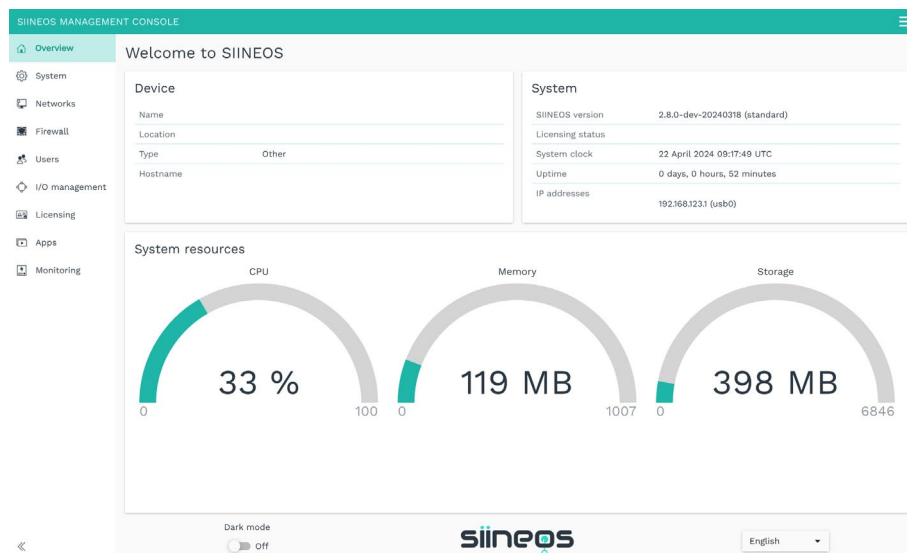 SIINEOS MANAGEMENT CONSOLE
Overview
System
Networks
Firewall
Users
I/O management
Licensing
Apps
Monitoring
Welcome to SIINEOS
Device
Name
Location
Type Other
Hostname
System
SIINEOS version 2.8.0-dev-20240318 (standard)
Licensing status
System clock 22 April 2024 09:17:49 UTC
Uptime 0 days, 0 hours, 52 minutes
IP addresses
192.168.123.1 (usb0)
System resources
CPU
33 %
0 100
Memory
119 MB
0 1007
Storage
398 MB
0 6846
Dark mode
Off
siineos
English